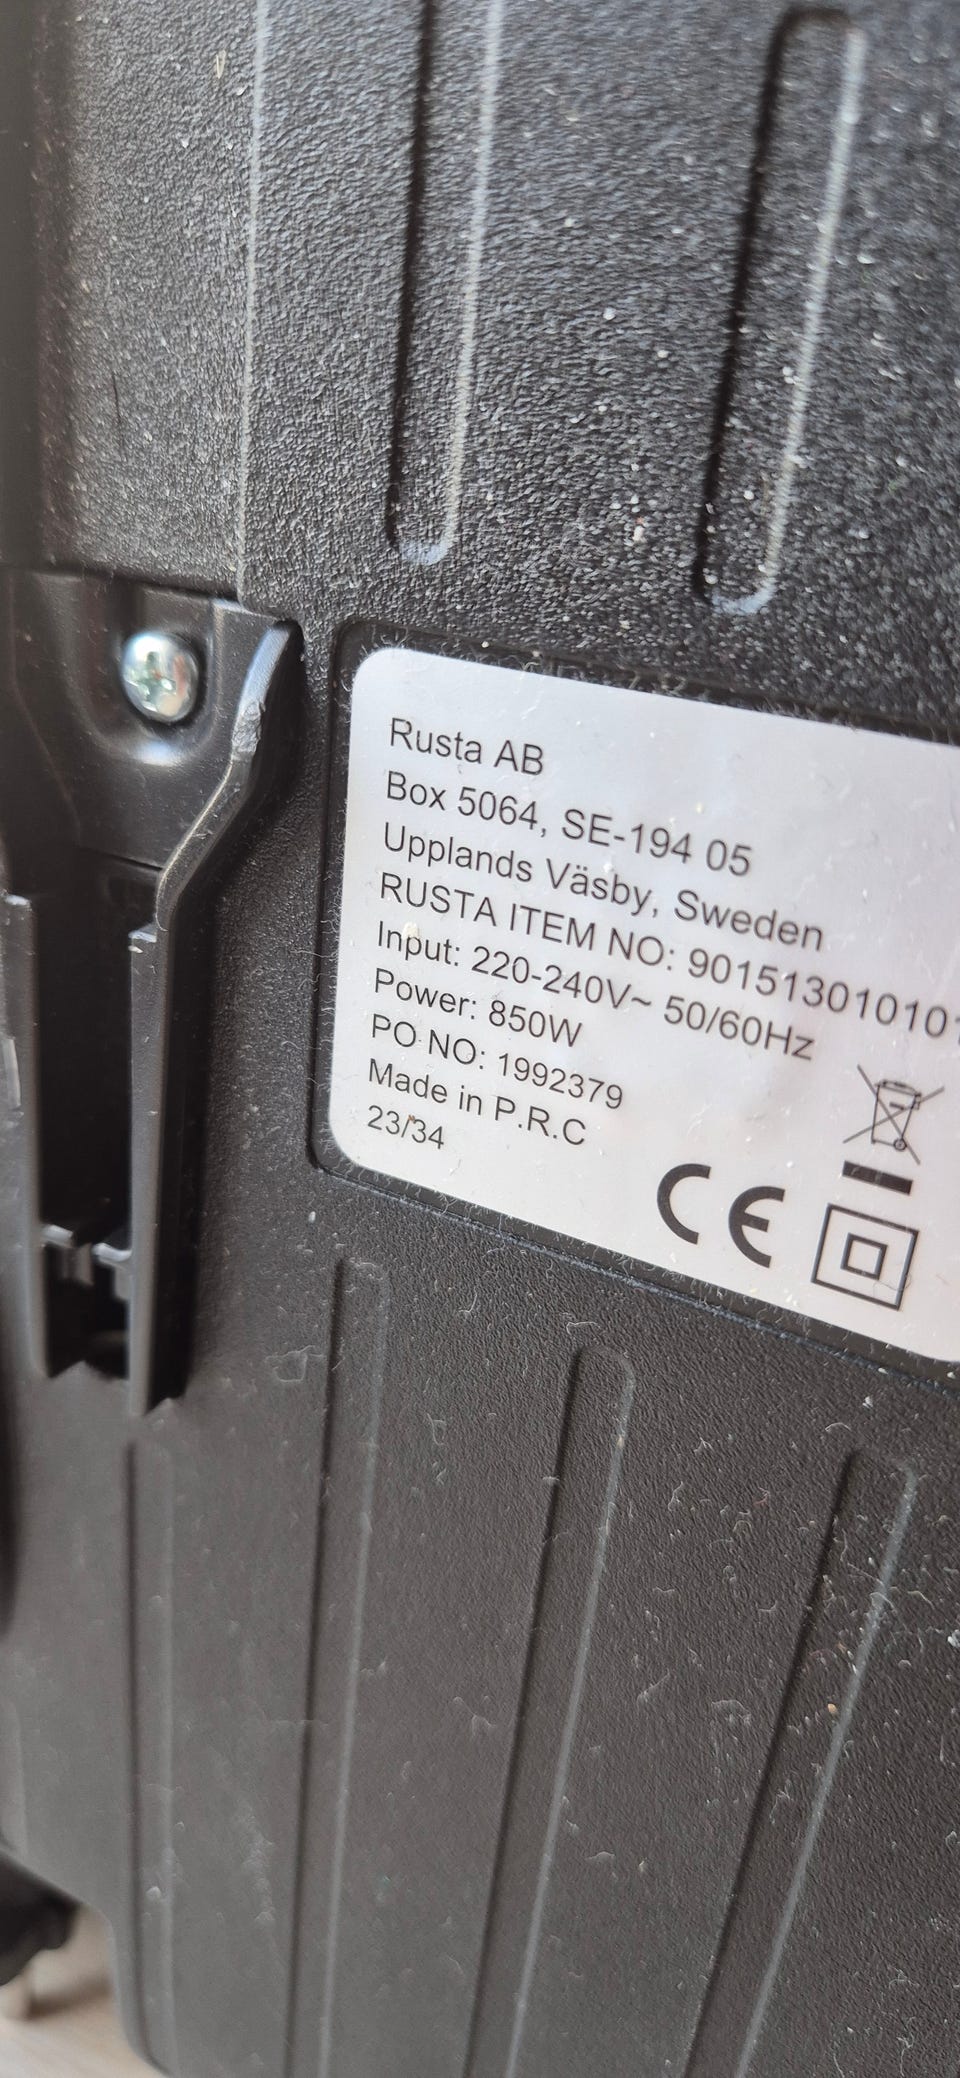 Rusta AB
Box 5064, SE-194 05
Upplands Väsby, Sweden
RUSTA ITEM NO: 901513010101
Input: 220-240V~ 50/60Hz
Power: 850W
PO NO: 1992379
Made in P.R.C
23/34
CE